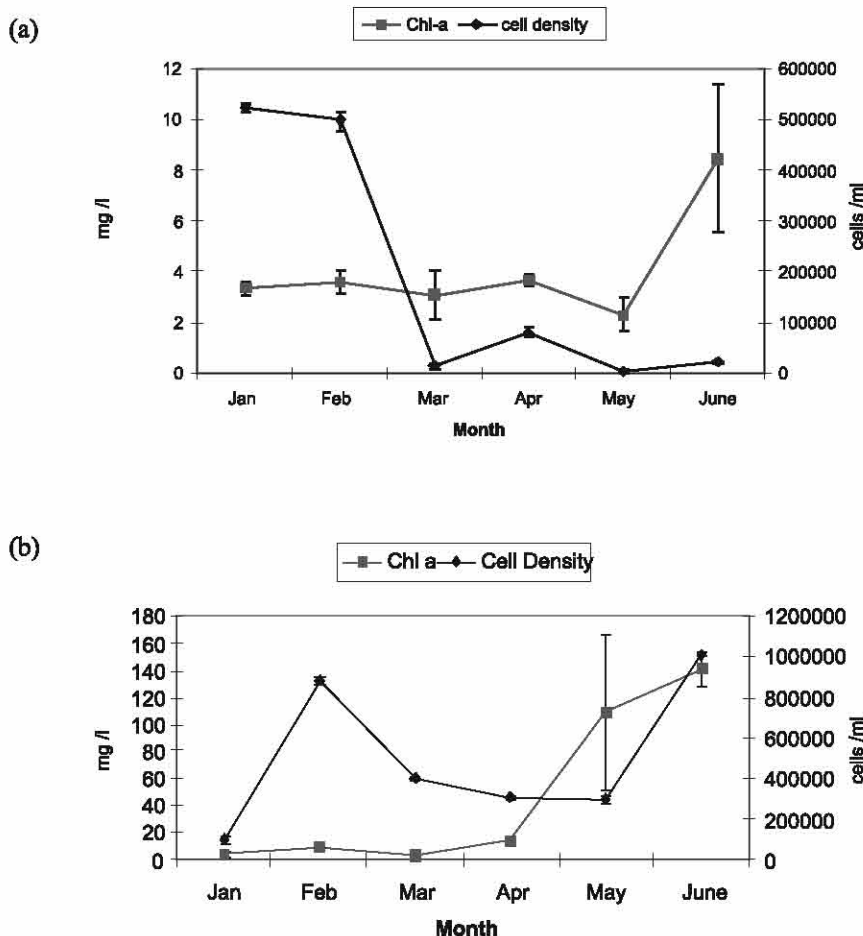 (a)
Chl-a cell density
12 600000
10 500000
8 400000
6 300000
4 200000
2 100000
0 0
mg /l
cells /ml
Jan Feb Mar Apr May June
Month
(b)
Chl a Cell Density
180 1200000
160 1000000
140
120 800000
100 600000
80
60 400000
40
20 200000
0 0
mg /l
cells /ml
Jan Feb Mar Apr May June
Month